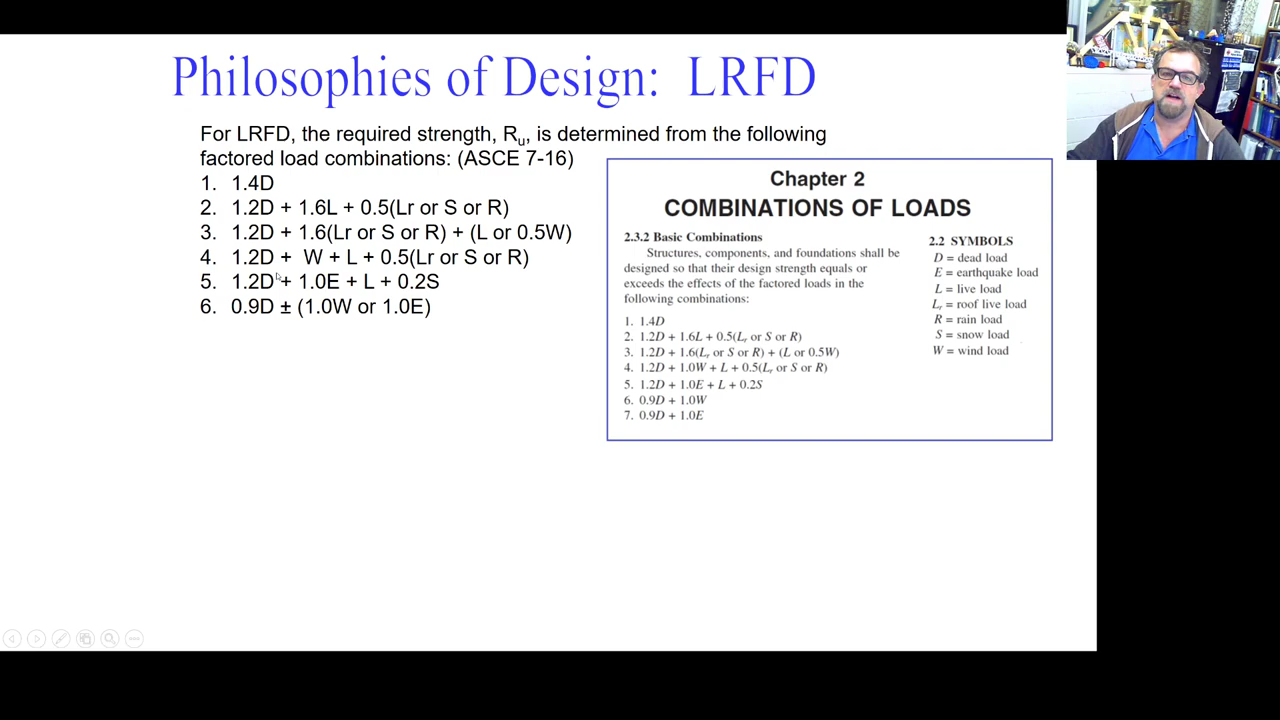 Philosophies of Design: LRFD
For LRFD, the required strength, Ru, is determined from the following
factored load combinations: (ASCE 7-16)
1. 1.4D
2. 1.2D + 1.6L + 0.5(Lr or S or R)
3. 1.2D + 1.6(Lr or S or R) + (L or 0.5W)
4. 1.2D + W + L + 0.5(Lr or S or R)
5. 1.2D + 1.0E + L + 0.2S
6. 0.9D ± (1.0W or 1.0E)
Chapter 2
COMBINATIONS OF LOADS
2.3.2 Basic Combinations
Structures, components, and foundations shall be
designed so that their design strength equals or
exceeds the effects of the factored loads in the
following combinations:
1. 1.4D
2. 1.2D + 1.6L + 0.5(Lr or S or R)
3. 1.2D + 1.6(Lr or S or R) + (L or 0.5W)
4. 1.2D + 1.0W + L + 0.5(Lr or S or R)
5. 1.2D + 1.0E + L + 0.2S
6. 0.9D + 1.0W
7. 0.9D + 1.0E
2.2 SYMBOLS
D = dead load
E = earthquake load
L = live load
Lr = roof live load
R = rain load
S = snow load
W = wind load